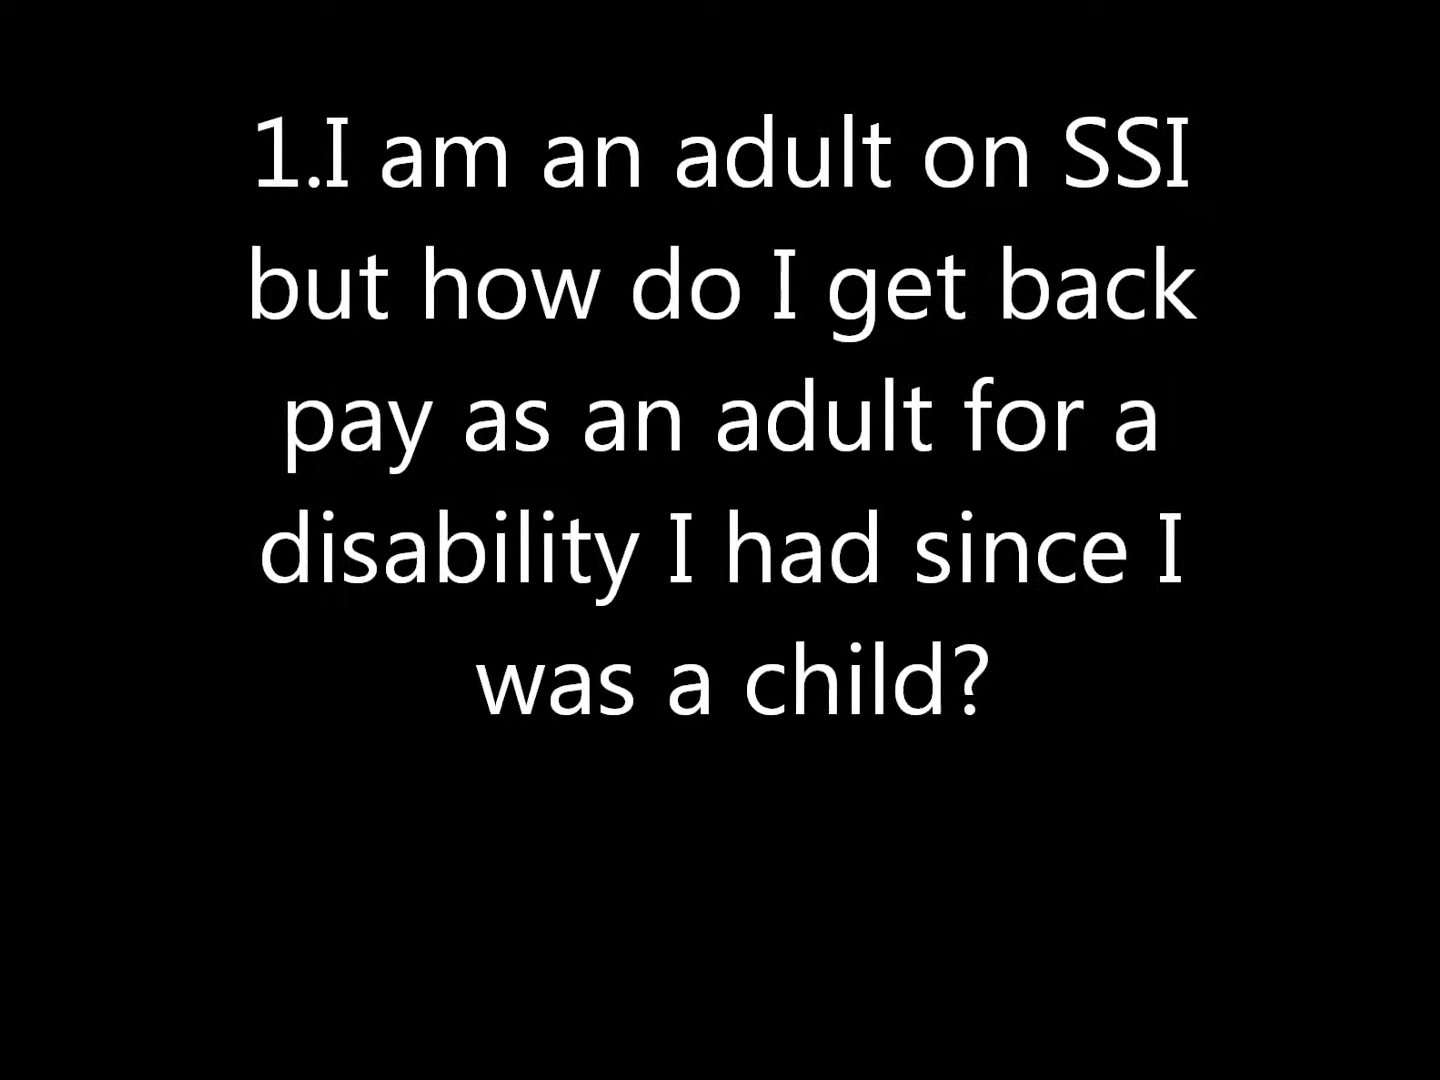 1.I am an adult on SSI
but how do I get back
pay as an adult for a
disability I had since I
was a child?